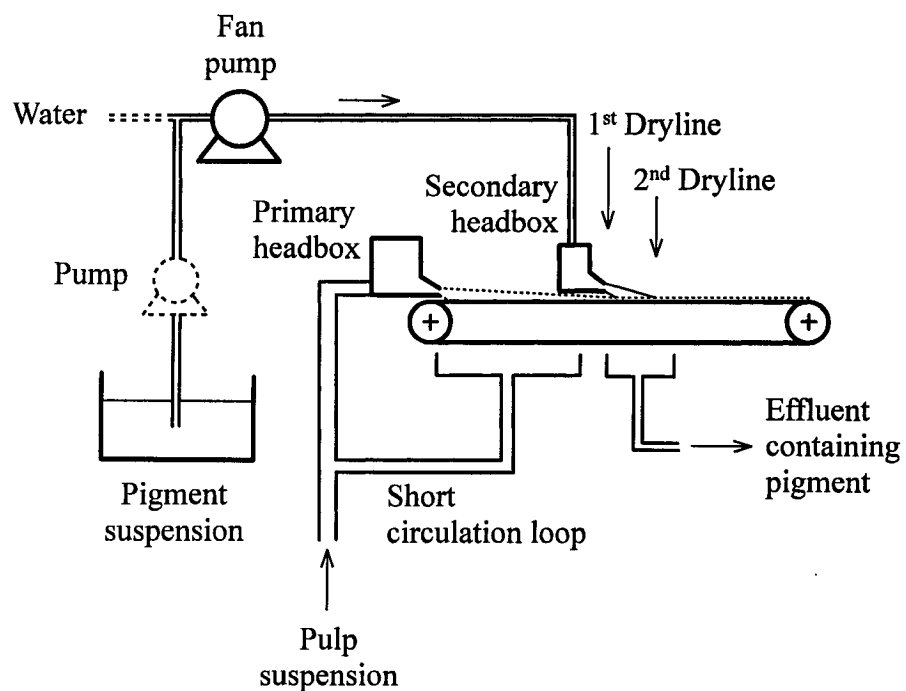 Fan
pump
Water
1st Dryline
2nd Dryline
Secondary
headbox
Primary
headbox
Pump
+
+
Effluent
containing
pigment
Pigment
suspension
Short
circulation loop
Pulp
suspension